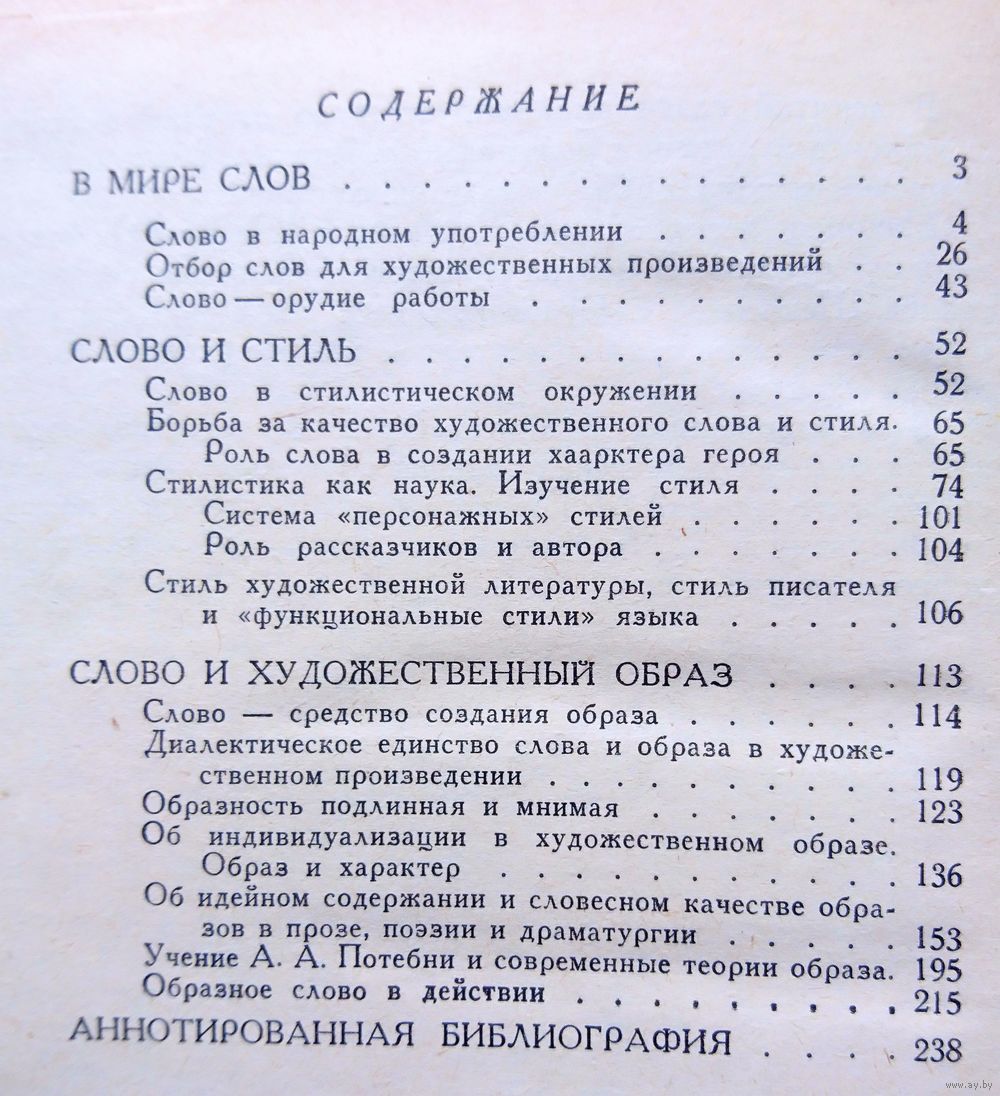 СОДЕРЖАНИЕ
В МИРЕ СЛОВ . . . . . . . . . . . . . . . . 3
Слово в народном употреблении . . . . . . . 4
Отбор слов для художественных произведений . . 26
Слово — орудие работы . . . . . . . . . . 43
СЛОВО И СТИЛЬ . . . . . . . . . . . . . . 52
Слово в стилистическом окружении . . . . . 52
Борьба за качество художественного слова и стиля. 65
Роль слова в создании хаарктера героя . . . 65
Стилистика как наука. Изучение стиля . . . . 74
Система «персонажных» стилей . . . . . . 101
Роль рассказчиков и автора . . . . . . . 104
Стиль художественной литературы, стиль писателя
и «функциональные стили» языка . . . . . 106
СЛОВО И ХУДОЖЕСТВЕННЫЙ ОБРАЗ . . . . 113
Слово — средство создания образа . . . . . . 114
Диалектическое единство слова и образа в художе-
ственном произведении . . . . . . . . . 119
Образность подлинная и мнимая . . . . . . . 123
Об индивидуализации в художественном образе.
Образ и характер . . . . . . . . . . . 136
Об идейном содержании и словесном качестве обра-
зов в прозе, поэзии и драматургии . . . . . 153
Учение А. А. Потебни и современные теории образа. 195
Образное слово в действии . . . . . . . . . 215
АННОТИРОВАННАЯ БИБЛИОГРАФИЯ . . . . 238
www.ay.by